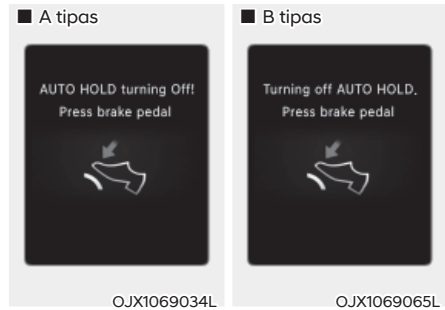 ■ A tipas
AUTO HOLD turning Off!
Press brake pedal
OJX1069034L
■ B tipas
Turning off AUTO HOLD.
Press brake pedal
OJX1069065L